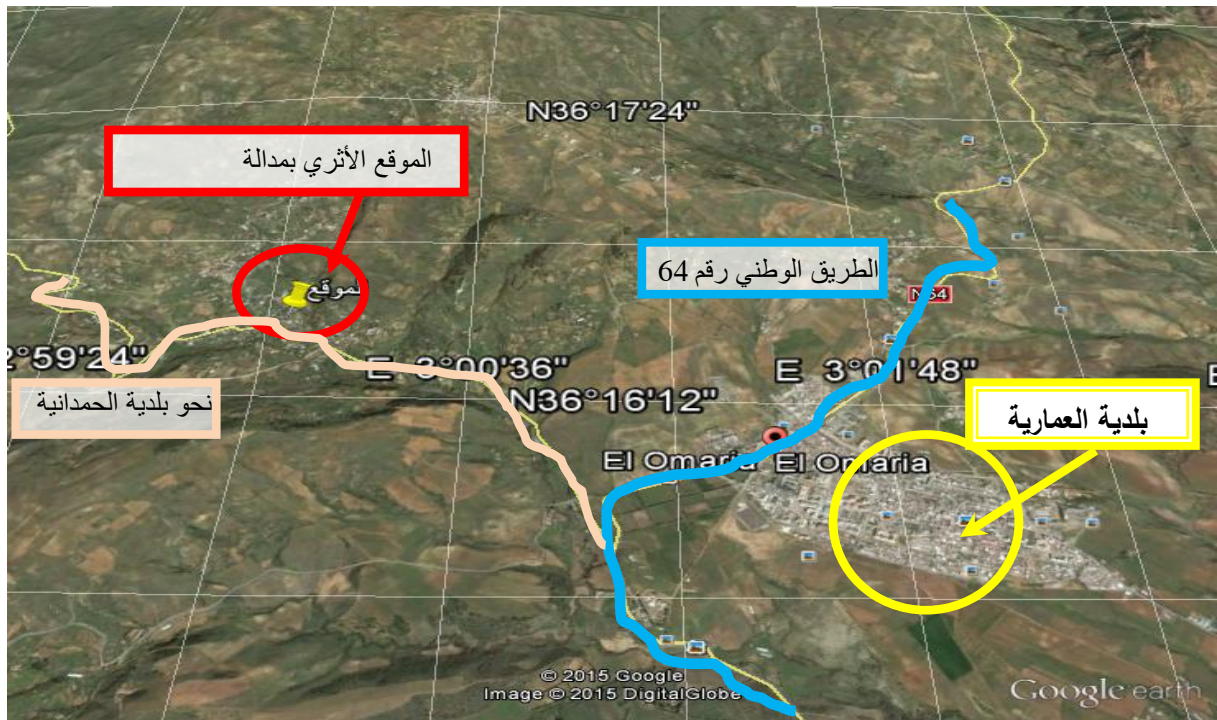 N36°17'24"
الموقع الأثري بمدالة
الطريق الوطني رقم 64
الموقع
N64
2°59'24"
E 3°00'36"
E 3°01'48"
E
نحو بلدية الحمدانية
N36°16'12"
بلدية العمارية
El Omaria
El Omaria
© 2015 Google
Image © 2015 DigitalGlobe
Google earth